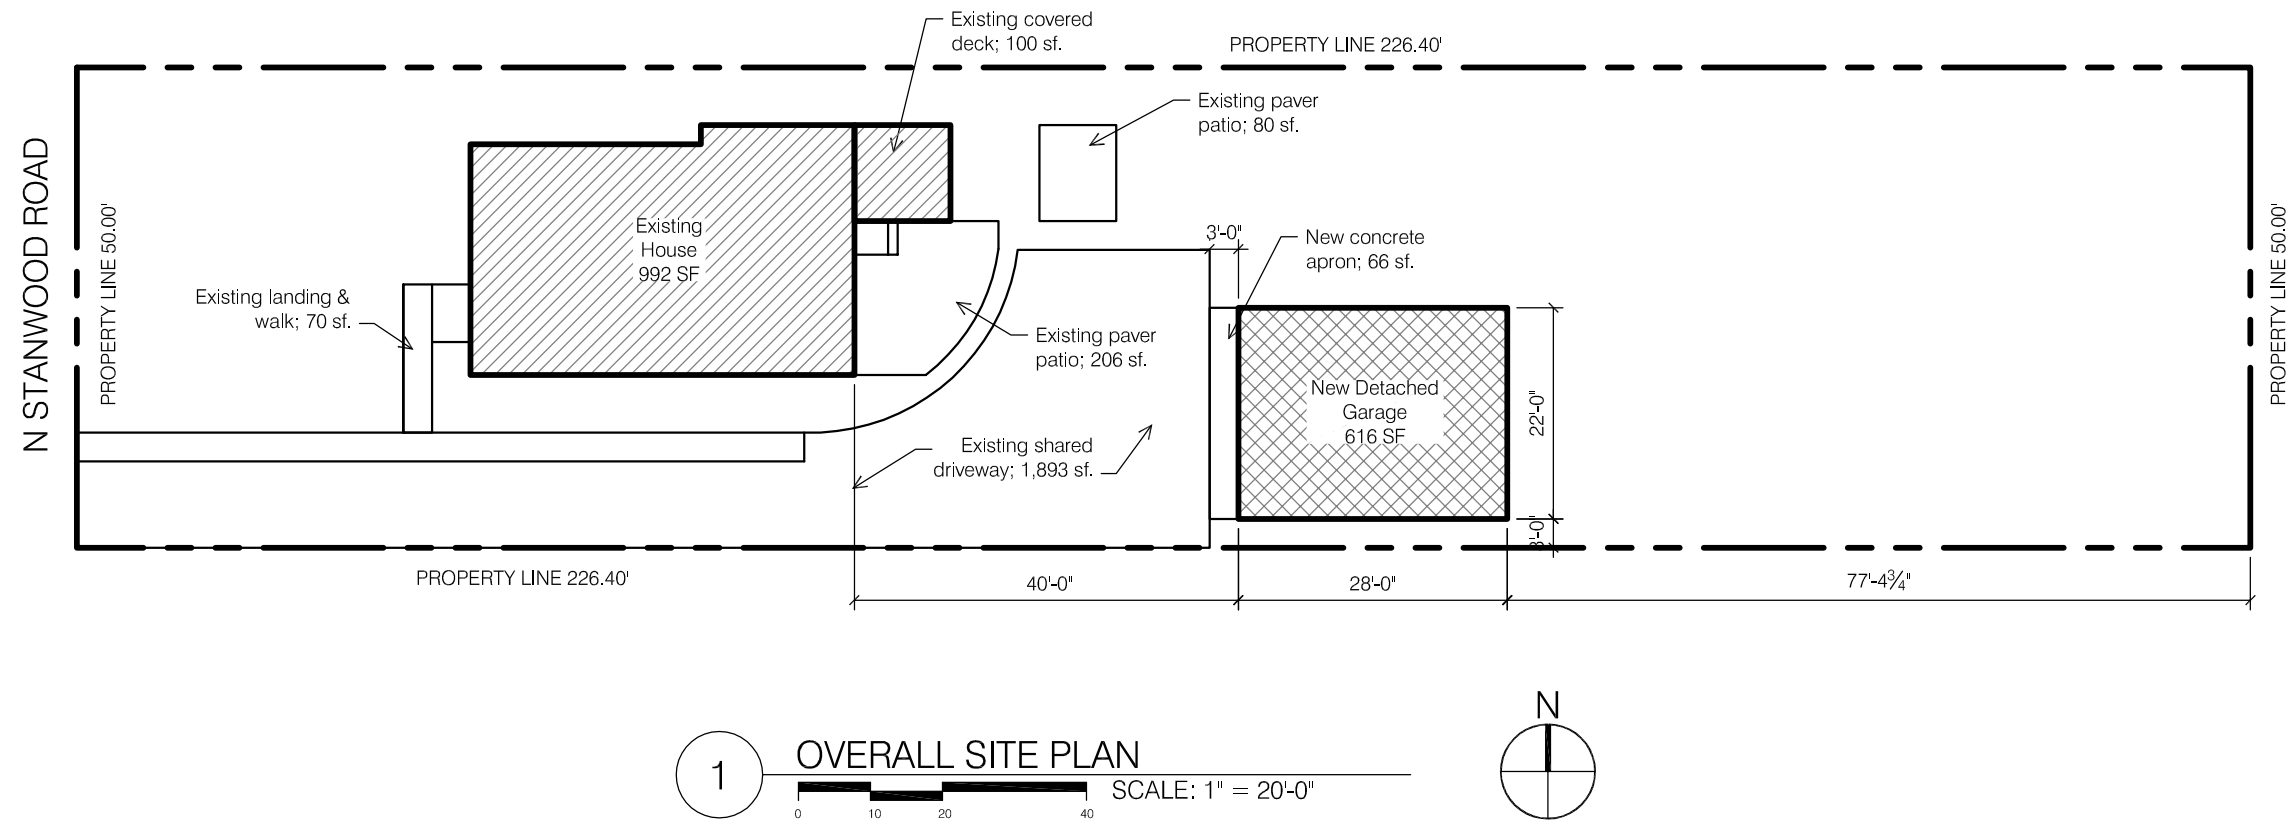 Existing covered
deck; 100 sf.
PROPERTY LINE 226.40'
Existing paver
patio; 80 sf.
N STANWOOD ROAD
PROPERTY LINE 50.00'
Existing
House
992 SF
3'-0"
New concrete
apron; 66 sf.
PROPERTY LINE 50.00'
Existing landing &
walk; 70 sf.
Existing paver
patio; 206 sf.
New Detached
Garage
616 SF
22'-0"
Existing shared
driveway; 1,893 sf.
3'-0"
PROPERTY LINE 226.40'
40'-0"
28'-0"
77'-4¾"
N
1
OVERALL SITE PLAN
SCALE: 1" = 20'-0"
0 10 20 40